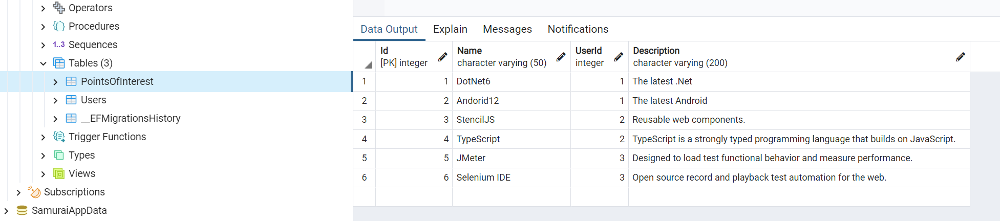 Operators
Procedures
1..3 Sequences
Tables (3)
PointsOfInterest
Users
__EFMigrationsHistory
Trigger Functions
Types
Views
Subscriptions
SamuraiAppData
Data Output Explain Messages Notifications
Id Name UserId Description
[PK] integer character varying (50) integer character varying (200)
1 1 DotNet6 1 The latest .Net
2 2 Andorid12 1 The latest Android
3 3 StencilJS 2 Reusable web components.
4 4 TypeScript 2 TypeScript is a strongly typed programming language that builds on JavaScript.
5 5 JMeter 3 Designed to load test functional behavior and measure performance.
6 6 Selenium IDE 3 Open source record and playback test automation for the web.